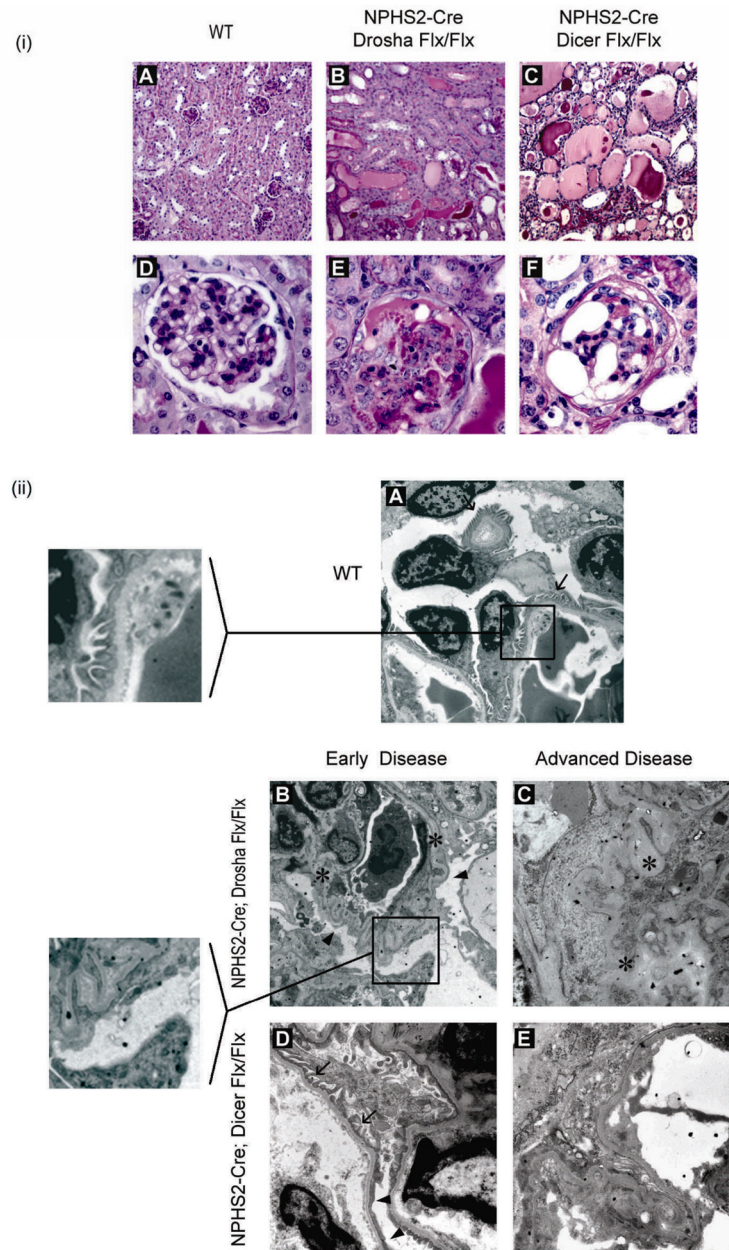 (i)
WT
NPHS2-Cre
Drosha Flx/Flx
NPHS2-Cre
Dicer Flx/Flx
A
B
C
D
E
F
(ii)
WT
A
Early Disease
Advanced Disease
NPHS2-Cre; Drosha Flx/Flx
B
*
*
C
*
*
NPHS2-Cre; Dicer Flx/Flx
D
E